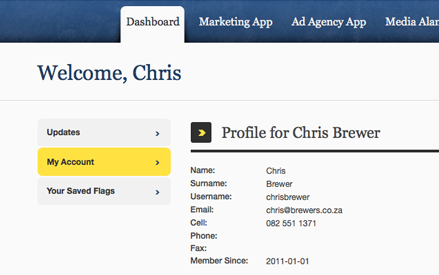 Dashboard Marketing App Ad Agency App Media Alar
Welcome, Chris
Updates
My Account
Your Saved Flags
Profile for Chris Brewer
Name: Chris
Surname: Brewer
Username: chrisbrewer
Email: chris@brewers.co.za
Cell: 082 551 1371
Phone:
Fax:
Member Since: 2011-01-01